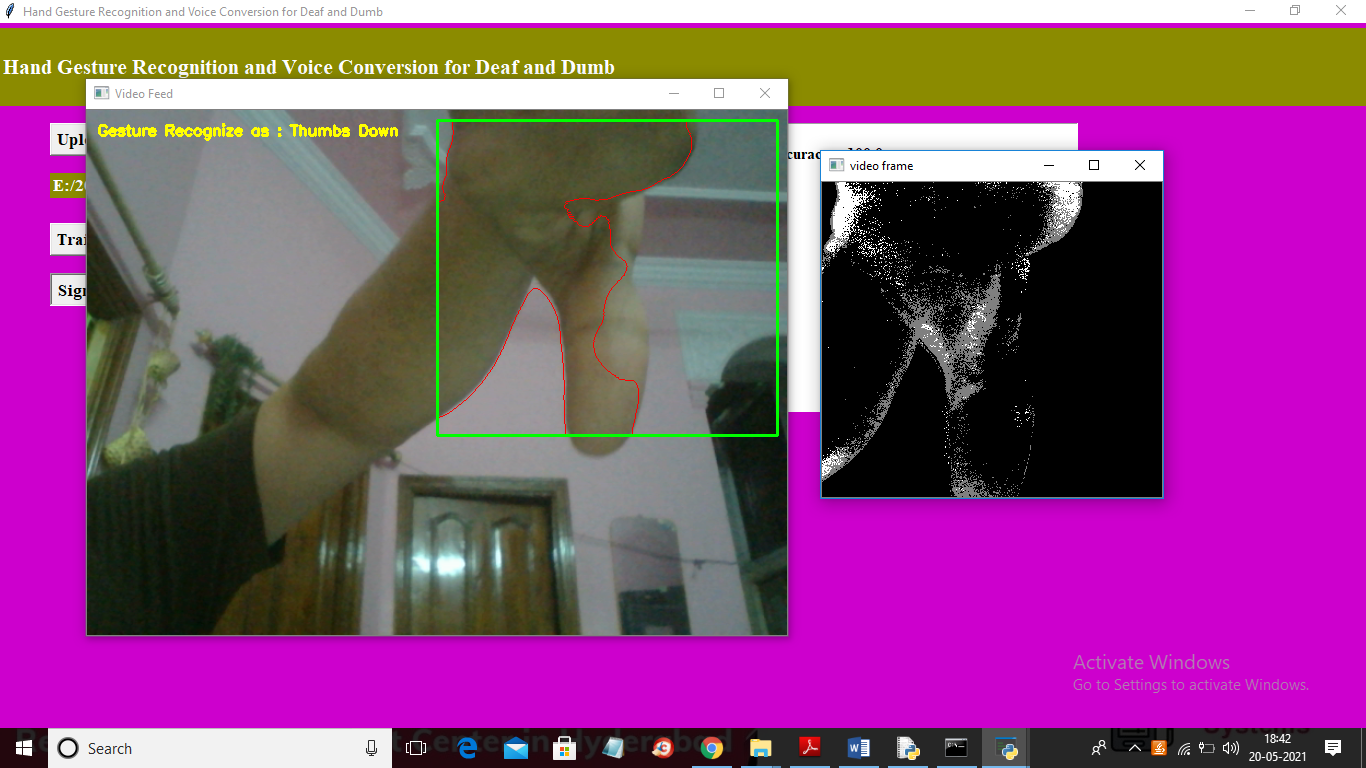 Hand Gesture Recognition and Voice Conversion for Deaf and Dumb
Hand Gesture Recognition and Voice Conversion for Deaf and Dumb
Video Feed
Gesture Recognize as : Thumbs Down
video frame
E:/20
Activate Windows
Go to Settings to activate Windows.
Search
18:42
20-05-2021